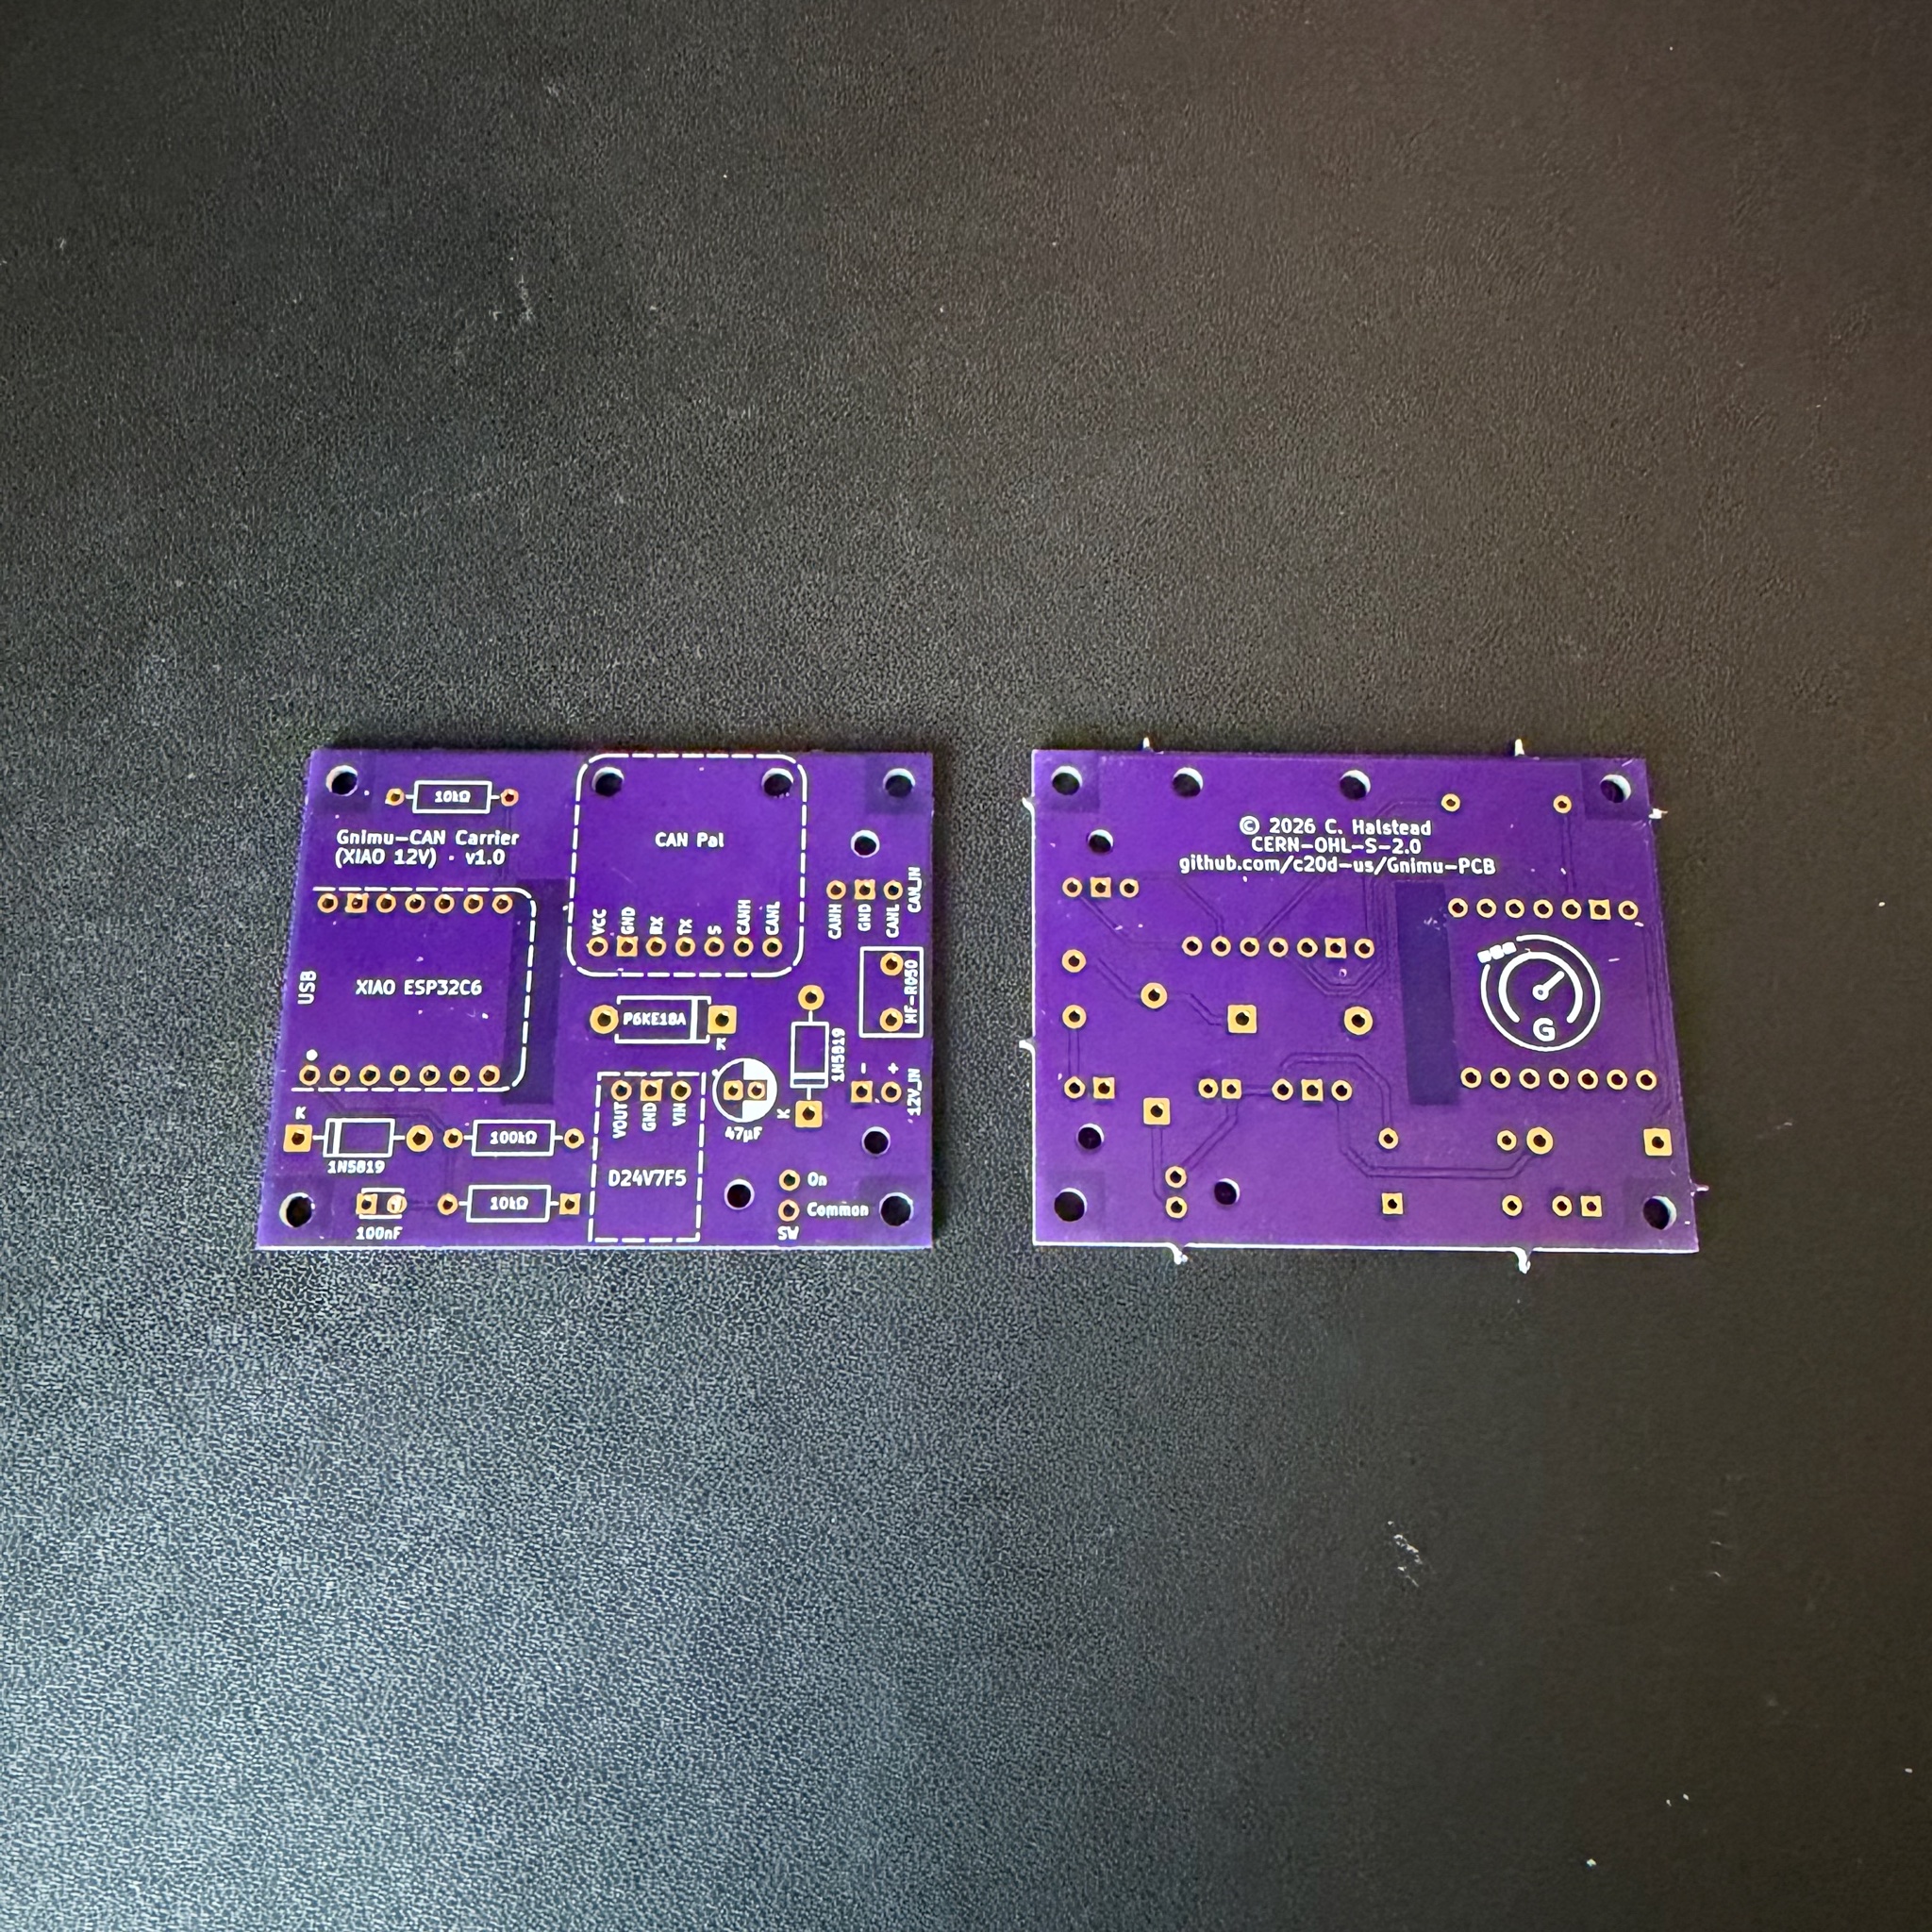 10kΩ
GnImu-CAN Carrier
(XIAO 12V) · v1.0
USB
XIAO ESP32C6
CAN Pal
VCC
GND
RX
TX
S
CANH
CANL
CANH
GND
CANL
CAN_IN
MF-R050
P6KE18A
K
1N5819
K
- +
12V_IN
47µF
VOUT
GND
VIN
D24V7F5
K
1N5819
100kΩ
100nF
10kΩ
On
Common
SW
© 2026 C. Halstead
CERN-OHL-S-2.0
github.com/c20d-us/GnImu-PCB
G